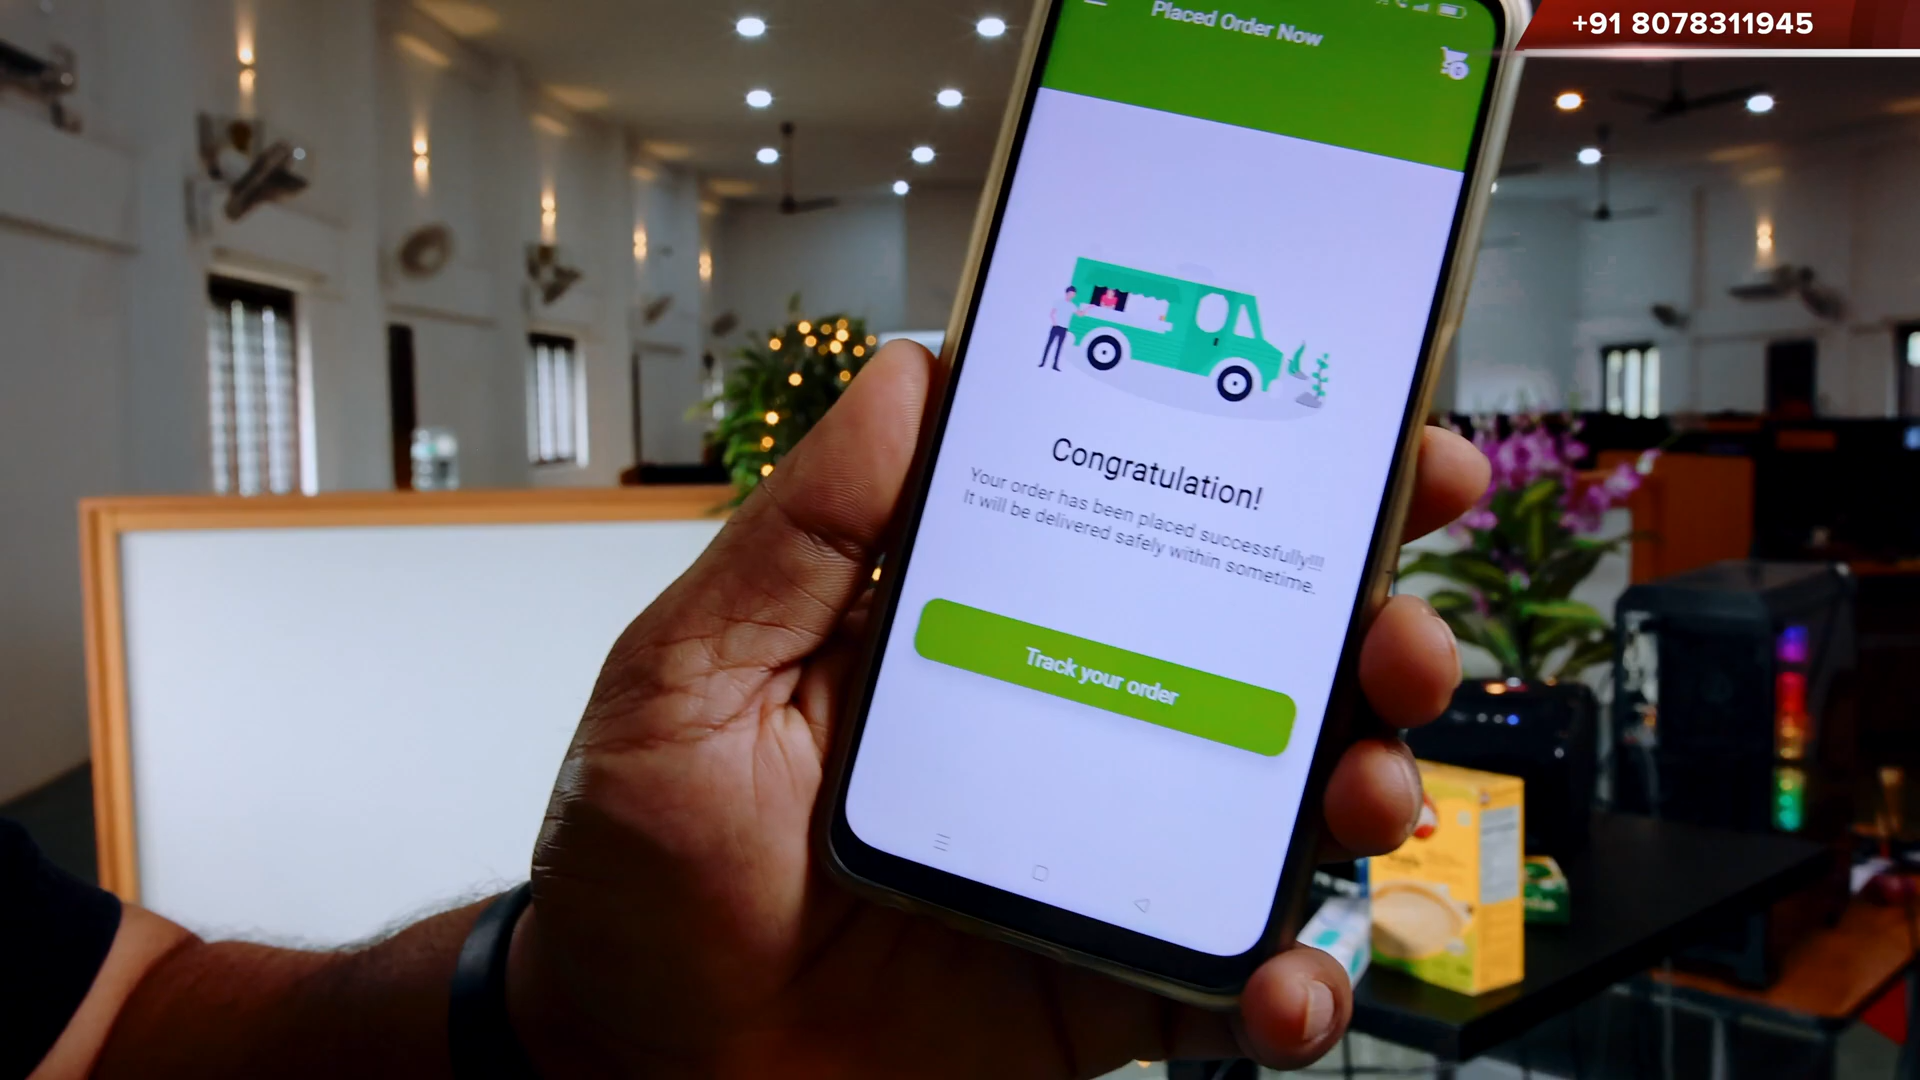 +91 8078311945
Placed Order Now
Congratulation!
Your order has been placed successfully!!!
It will be delivered safely within sometime.
Track your order